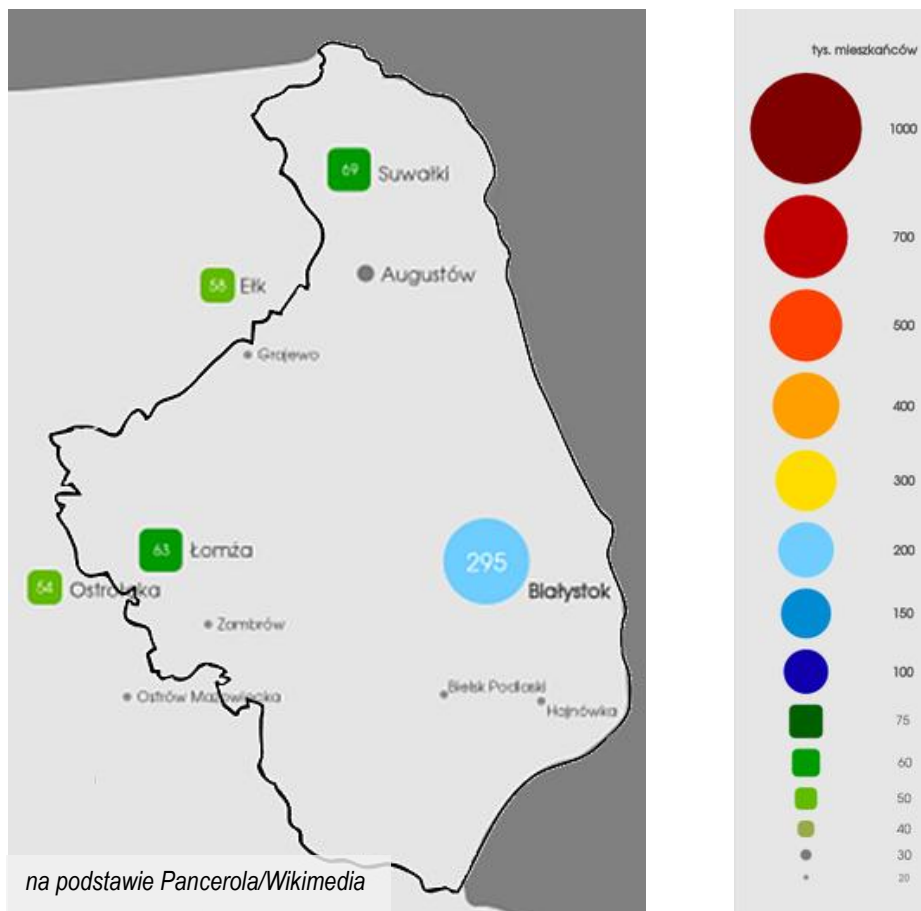 69 Suwałki
Augustów
58 Ełk
Grajewo
63 Łomża
295
Białystok
54 Ostrołęka
Zambrów
Bielsk Podlaski
Ostrów Mazowiecka
Hajnówka
na podstawie Pancerola/Wikimedia
tys. mieszkańców
1000
700
500
400
300
200
150
100
75
60
50
40
30
20